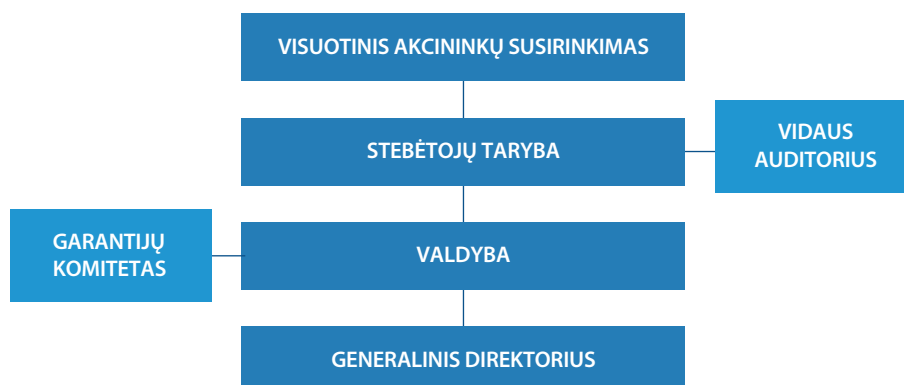 VISUOTINIS AKCININKŲ SUSIRINKIMAS
STEBĖTOJŲ TARYBA
VIDAUS
AUDITORIUS
GARANTIJŲ
KOMITETAS
VALDYBA
GENERALINIS DIREKTORIUS